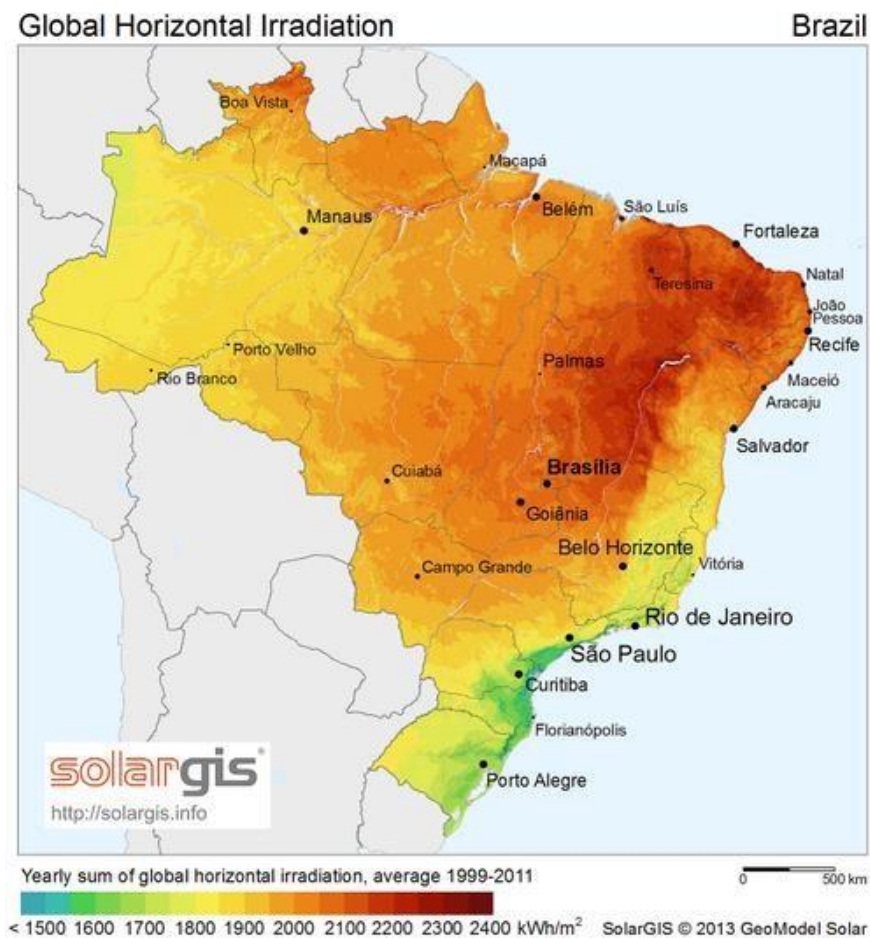 Global Horizontal Irradiation Brazil
Boa Vista
Macapá
Manaus
Belém
São Luís
Fortaleza
Teresina
Natal
João
Pessoa
Recife
Porto Velho
Palmas
Rio Branco
Maceió
Aracaju
Salvador
Cuiabá
Brasília
Goiânia
Belo Horizonte
Vitória
Campo Grande
Rio de Janeiro
São Paulo
Curitiba
Florianópolis
Porto Alegre
solargis®
http://solargis.info
Yearly sum of global horizontal irradiation, average 1999-2011
0 500 km
< 1500 1600 1700 1800 1900 2000 2100 2200 2300 2400 kWh/m²
SolarGIS © 2013 GeoModel Solar